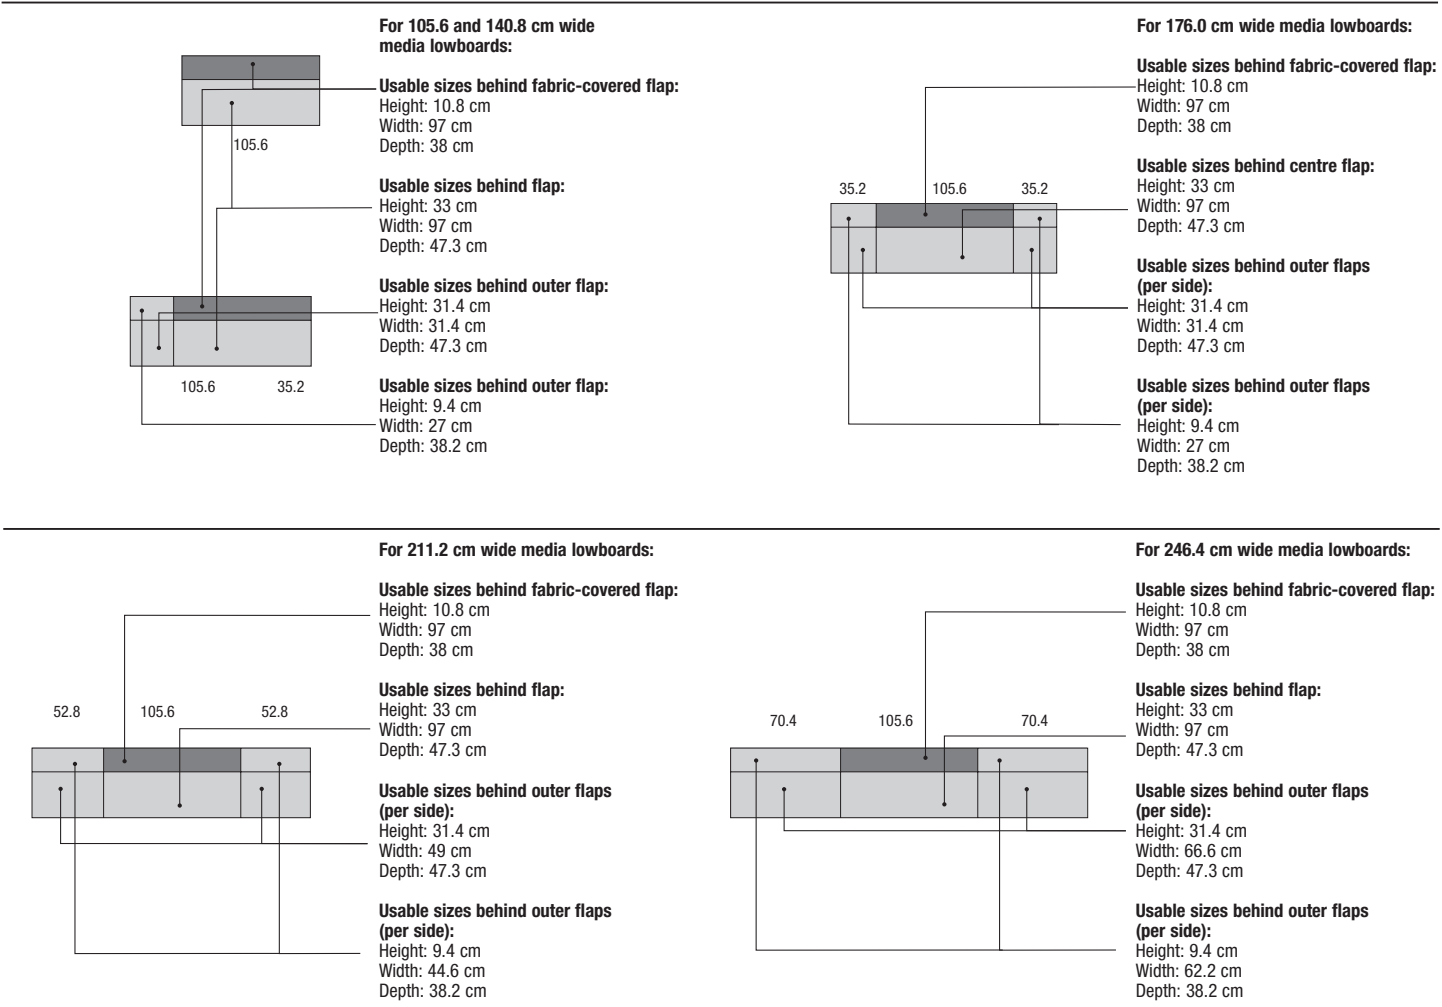 For 105.6 and 140.8 cm wide
media lowboards:
Usable sizes behind fabric-covered flap:
Height: 10.8 cm
Width: 97 cm
Depth: 38 cm
105.6
Usable sizes behind flap:
Height: 33 cm
Width: 97 cm
Depth: 47.3 cm
Usable sizes behind outer flap:
Height: 31.4 cm
Width: 31.4 cm
Depth: 47.3 cm
105.6 35.2
Usable sizes behind outer flap:
Height: 9.4 cm
Width: 27 cm
Depth: 38.2 cm
For 176.0 cm wide media lowboards:
Usable sizes behind fabric-covered flap:
Height: 10.8 cm
Width: 97 cm
Depth: 38 cm
Usable sizes behind centre flap:
Height: 33 cm
Width: 97 cm
Depth: 47.3 cm
35.2 105.6 35.2
Usable sizes behind outer flaps
(per side):
Height: 31.4 cm
Width: 31.4 cm
Depth: 47.3 cm
Usable sizes behind outer flaps
(per side):
Height: 9.4 cm
Width: 27 cm
Depth: 38.2 cm
For 211.2 cm wide media lowboards:
Usable sizes behind fabric-covered flap:
Height: 10.8 cm
Width: 97 cm
Depth: 38 cm
Usable sizes behind flap:
Height: 33 cm
Width: 97 cm
Depth: 47.3 cm
52.8 105.6 52.8
Usable sizes behind outer flaps
(per side):
Height: 31.4 cm
Width: 49 cm
Depth: 47.3 cm
Usable sizes behind outer flaps
(per side):
Height: 9.4 cm
Width: 44.6 cm
Depth: 38.2 cm
For 246.4 cm wide media lowboards:
Usable sizes behind fabric-covered flap:
Height: 10.8 cm
Width: 97 cm
Depth: 38 cm
Usable sizes behind flap:
Height: 33 cm
Width: 97 cm
Depth: 47.3 cm
70.4 105.6 70.4
Usable sizes behind outer flaps
(per side):
Height: 31.4 cm
Width: 66.6 cm
Depth: 47.3 cm
Usable sizes behind outer flaps
(per side):
Height: 9.4 cm
Width: 62.2 cm
Depth: 38.2 cm